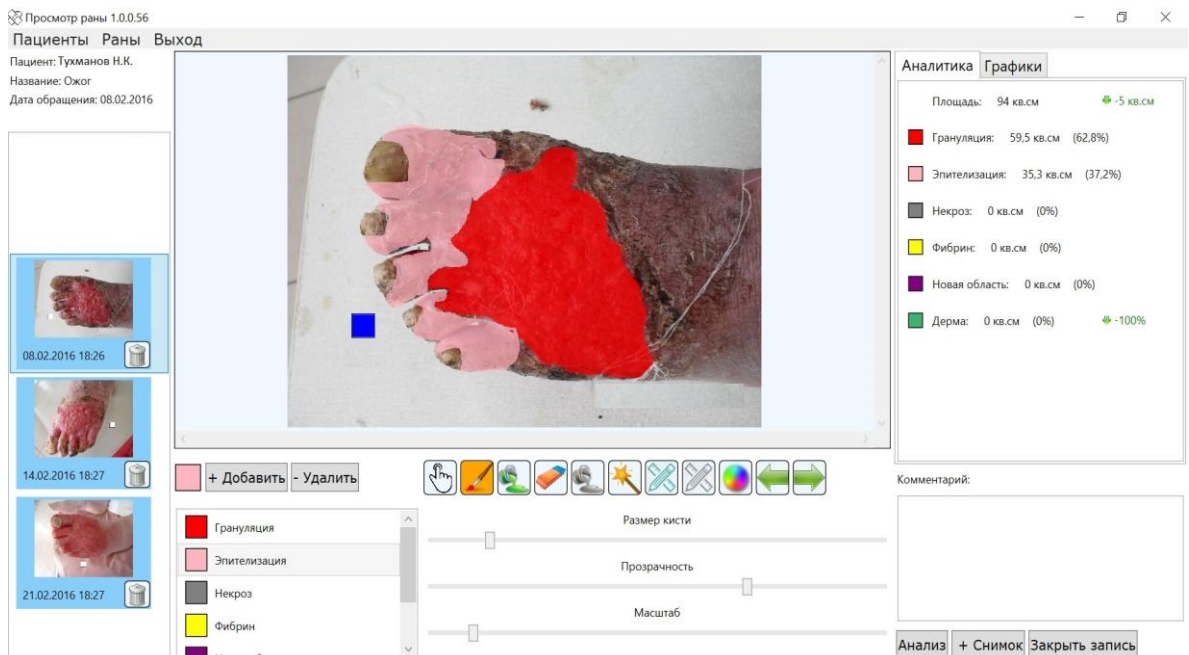 Просмотр раны 1.0.0.56
Пациенты Раны Выход
Пациент: Тухманов Н.К.
Название: Ожог
Дата обращения: 08.02.2016
08.02.2016 18:26
14.02.2016 18:27
21.02.2016 18:27
+ Добавить - Удалить
Грануляция
Эпителизация
Некроз
Фибрин
Размер кисти
Прозрачность
Масштаб
Аналитика Графики
Площадь: 94 кв.см -5 кв.см
Грануляция: 59,5 кв.см (62,8%)
Эпителизация: 35,3 кв.см (37,2%)
Некроз: 0 кв.см (0%)
Фибрин: 0 кв.см (0%)
Новая область: 0 кв.см (0%)
Дерма: 0 кв.см (0%) -100%
Комментарий:
Анализ + Снимок Закрыть запись